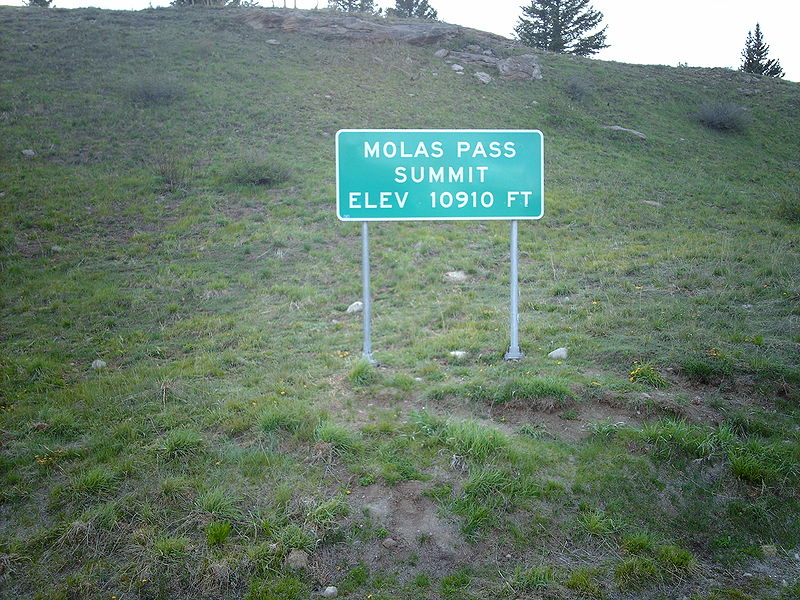 MOLAS PASS
SUMMIT
ELEV 10910 FT